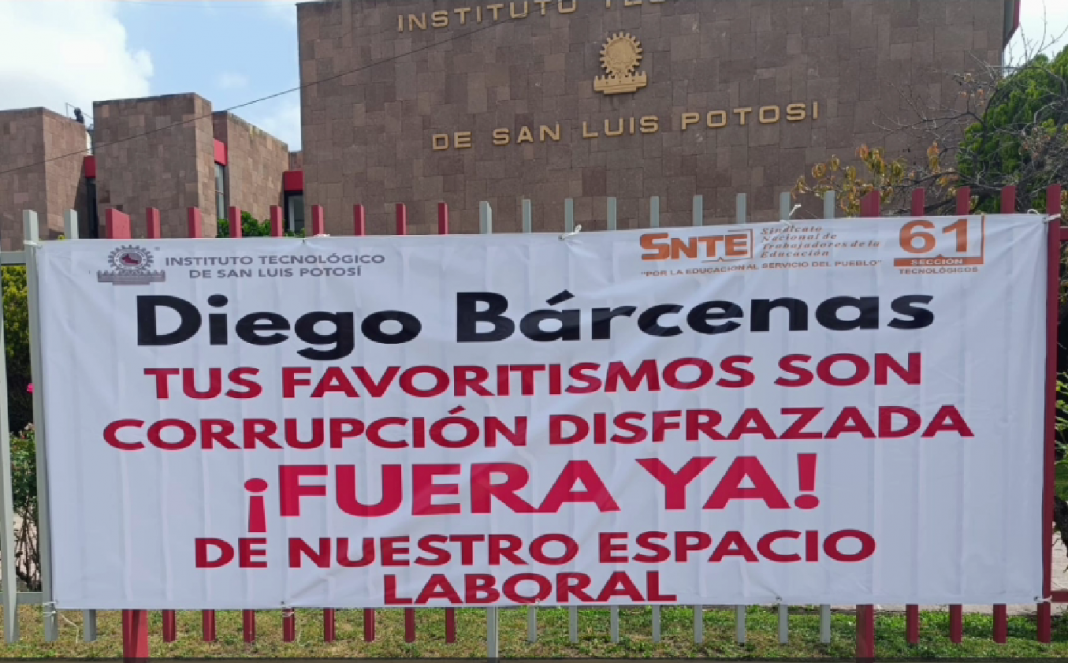 INSTITUTO
DE SAN LUIS POTOSI
INSTITUTO TECNOLÓGICO
DE SAN LUIS POTOSÍ
SNTE
Sindicato
Nacional de
Trabajadores de la
Educación
"POR LA EDUCACION AL SERVICIO DEL PUEBLO"
61
SECCIÓN
TECNOLÓGICOS
Diego Bárcenas
TUS FAVORITISMOS SON
CORRUPCIÓN DISFRAZADA
¡FUERA YA!
DE NUESTRO ESPACIO
LABORAL